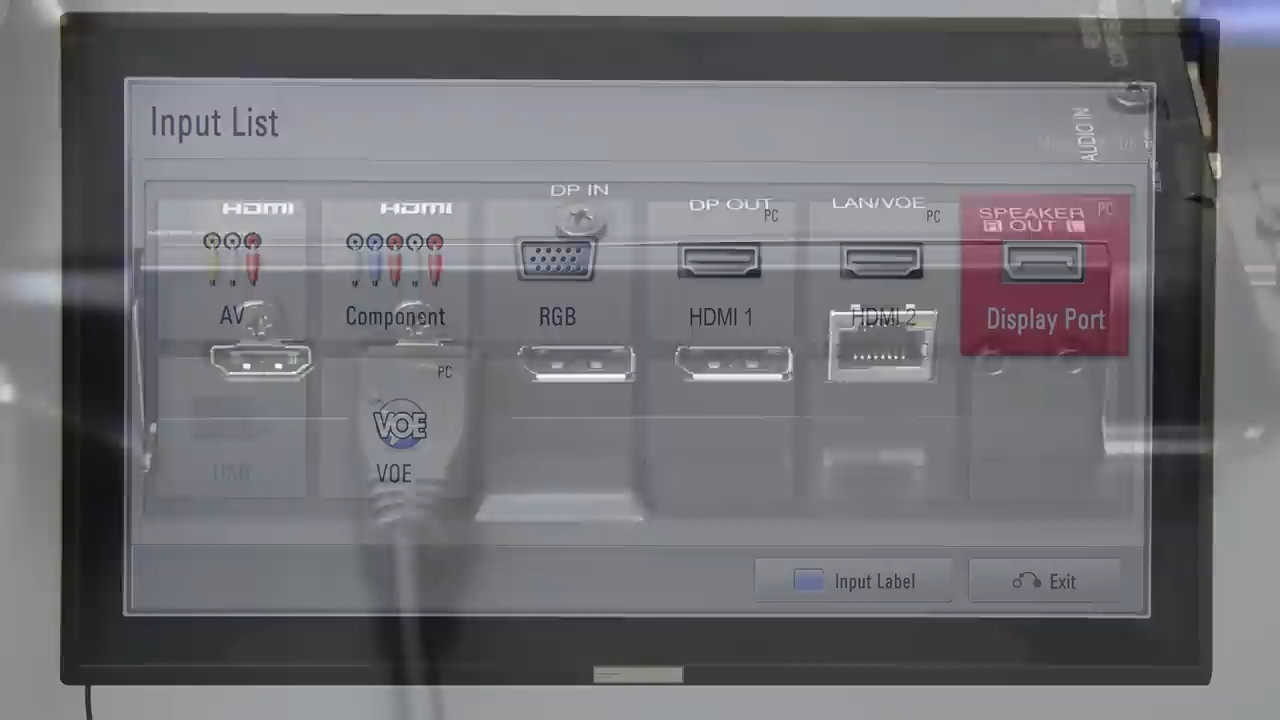 Input List
AUDIO IN
DP IN
HDMI
HDMI
DP OUT
LAN/VOE
SPEAKER
R OUT L
PC
PC
PC
AV
Component
RGB
HDMI 1
HDMI 2
Display Port
PC
VOE
USB
VOE
Input Label
Exit